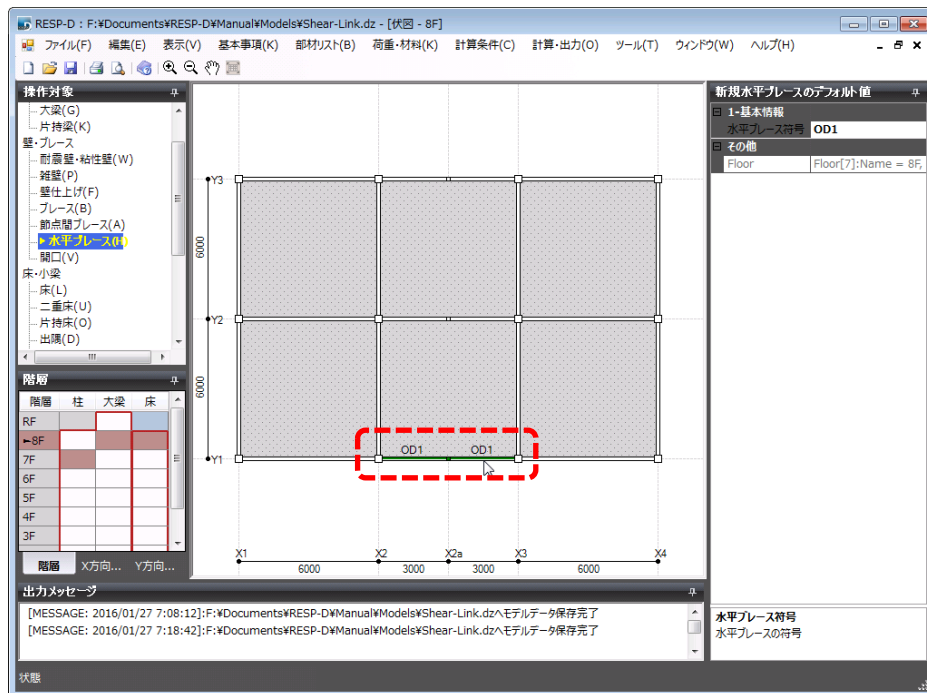 RESP-D : F:¥Documents¥RESP-D¥Manual¥Models¥Shear-Link.dz - [伏図 - 8F]
ファイル(F) 編集(E) 表示(V) 基本事項(K) 部材リスト(B) 荷重・材料(K) 計算条件(C) 計算・出力(O) ツール(T) ウィンドウ(W) ヘルプ(H)
操作対象
大梁(G)
片持梁(K)
壁・ブレース
耐震壁・粘性壁(W)
雑壁(P)
壁仕上げ(F)
ブレース(B)
節点間ブレース(A)
水平ブレース(H)
開口(V)
床・小梁
床(L)
二重床(U)
片持床(O)
出隅(D)
階層
階層 柱 大梁 床
RF
8F
7F
6F
5F
4F
3F
階層 X方向... Y方向...
Y3
6000
Y2
6000
OD1 OD1
Y1
X1 X2 X2a X3 X4
6000 3000 3000 6000
新規水平ブレースのデフォルト値
1-基本情報
水平ブレース符号 OD1
その他
Floor Floor[7]:Name = 8F,
水平ブレース符号
水平ブレースの符号
出力メッセージ
[MESSAGE: 2016/01/27 7:08:12]:F:¥Documents¥RESP-D¥Manual¥Models¥Shear-Link.dzへモデルデータ保存完了
[MESSAGE: 2016/01/27 7:18:42]:F:¥Documents¥RESP-D¥Manual¥Models¥Shear-Link.dzへモデルデータ保存完了
状態